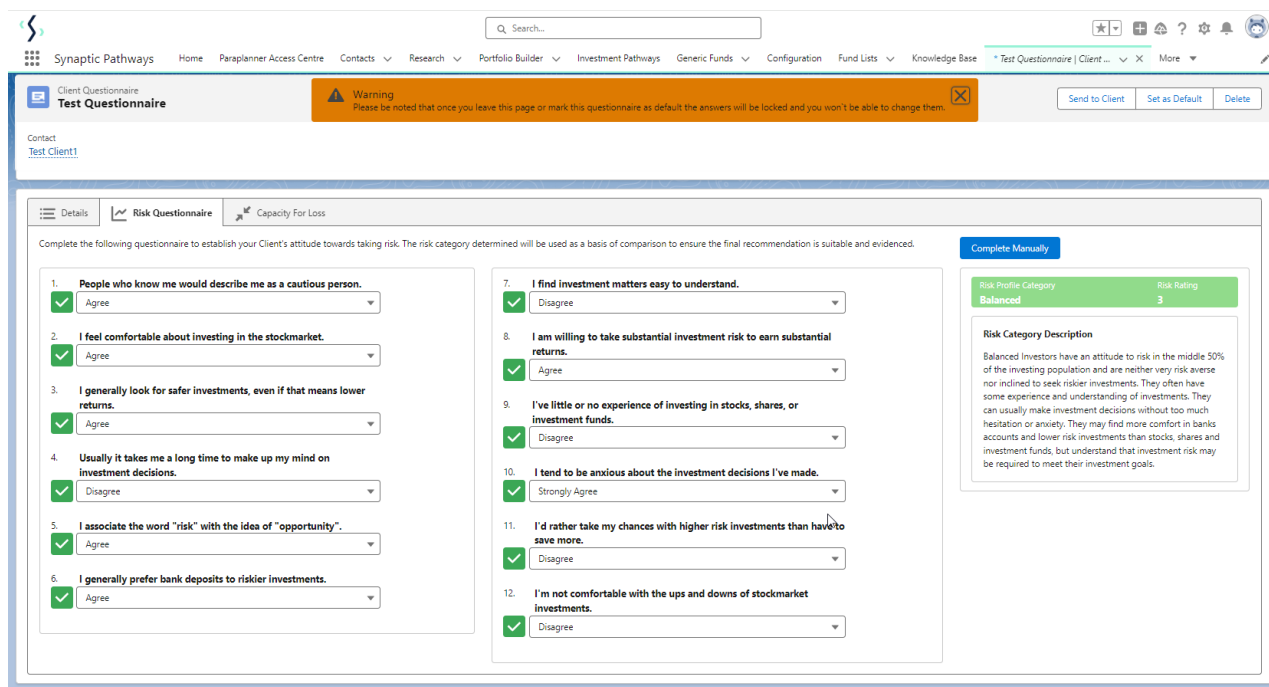 Search...
Synaptic Pathways
Home
Paraplanner Access Centre
Contacts
Research
Portfolio Builder
Investment Pathways
Generic Funds
Configuration
Fund Lists
Knowledge Base
* Test Questionnaire | Client ...
More
Client Questionnaire
Test Questionnaire
Warning
Please be noted that once you leave this page or mark this questionnaire as default the answers will be locked and you won't be able to change them.
Send to Client
Set as Default
Delete
Contact
Test Client1
Details
Risk Questionnaire
Capacity For Loss
Complete the following questionnaire to establish your Client's attitude towards taking risk. The risk category determined will be used as a basis of comparison to ensure the final recommendation is suitable and evidenced.
Complete Manually
1. People who know me would describe me as a cautious person.
Agree
2. I feel comfortable about investing in the stockmarket.
Agree
3. I generally look for safer investments, even if that means lower
returns.
Agree
4. Usually it takes me a long time to make up my mind on
investment decisions.
Disagree
5. I associate the word "risk" with the idea of "opportunity".
Agree
6. I generally prefer bank deposits to riskier investments.
Agree
7. I find investment matters easy to understand.
Disagree
8. I am willing to take substantial investment risk to earn substantial
returns.
Agree
9. I've little or no experience of investing in stocks, shares, or
investment funds.
Disagree
10. I tend to be anxious about the investment decisions I've made.
Strongly Agree
11. I'd rather take my chances with higher risk investments than have to
save more.
Disagree
12. I'm not comfortable with the ups and downs of stockmarket
investments.
Disagree
Risk Profile Category
Balanced
Risk Rating
3
Risk Category Description
Balanced Investors have an attitude to risk in the middle 50%
of the investing population and are neither very risk averse
nor inclined to seek riskier investments. They often have
some experience and understanding of investments. They
can usually make investment decisions without too much
hesitation or anxiety. They may find more comfort in banks
accounts and lower risk investments than stocks, shares and
investment funds, but understand that investment risk may
be required to meet their investment goals.